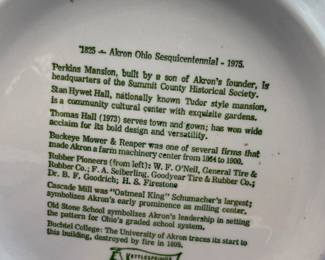 1825 - Akron Ohio Sesquicentennial - 1975.
Perkins Mansion, built by a son of Akron's founder, is
headquarters of the Summit County Historical Society.
Stan Hywet Hall, nationally known Tudor style mansion,
is a community cultural center with exquisite gardens.
Thomas Hall (1973) serves town and gown; has won wide
acclaim for its bold design and versatility.
Buckeye Mower & Reaper was one of several firms that
made Akron a farm machinery center from 1864 to 1902.
Rubber Pioneers (from left): W. F. O'Neil, General Tire &
Rubber Co.; F. A. Seiberling, Goodyear Tire & Rubber Co.;
Dr. B. F. Goodrich; H. S. Firestone
Cascade Mill was "Oatmeal King" Schumacher's largest;
symbolizes Akron's early prominence as milling center.
Old Stone School symbolizes Akron's leadership in setting
the pattern for Ohio's graded school system.
Buchtel College: The University of Akron traces its start to
this building, destroyed by fire in 1899.
KETTLESPRINGS